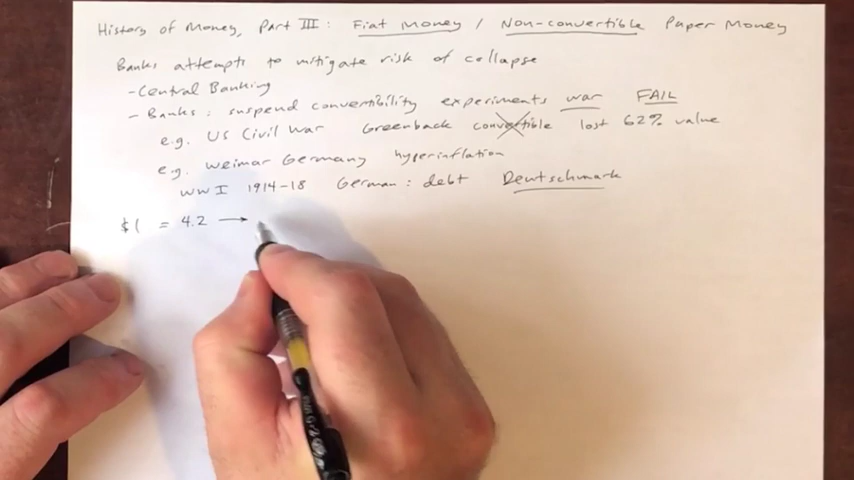 History of Money, Part III: Fiat Money / Non-convertible Paper Money
Banks attempts to mitigate risk of collapse
- Central Banking
- Banks: suspend convertibility experiments war FAIL
e.g. US Civil War Greenback convertible lost 62% value
e.g. Weimar Germany hyperinflation
WWI 1914-18 German: debt Deutschmark
$1 = 4.2 →